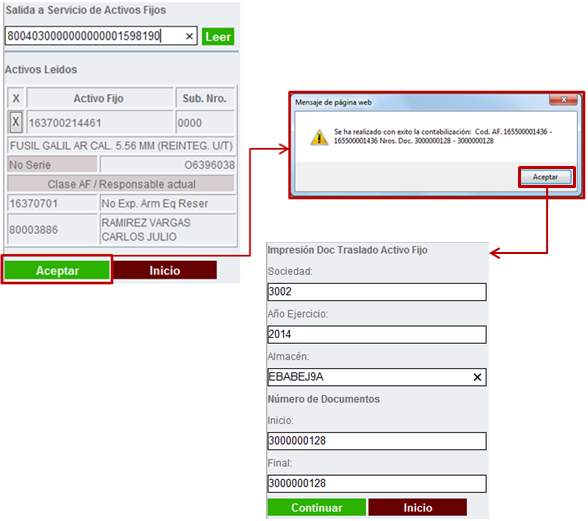 Salida a Servicio de Activos Fijos
8004030000000000001598190 ✕ Leer
Activos Leidos
X Activo Fijo Sub. Nro.
X 163700214461 0000
FUSIL GALIL AR CAL. 5.56 MM (REINTEG. U/T)
No Serie O6396038
Clase AF / Responsable actual
16370701 No Exp. Arm Eq Reser
80003886 RAMIREZ VARGAS
CARLOS JULIO
Aceptar Inicio
Mensaje de página web
Se ha realizado con exito la contabilización: Cod. AF. 165500001436 -
165500001436 Nros. Doc. 3000000128 - 3000000128
Aceptar
Impresión Doc Traslado Activo Fijo
Sociedad:
3002
Año Ejercicio:
2014
Almacén:
EBABEJ9A ✕
Número de Documentos
Inicio:
3000000128
Final:
3000000128
Continuar Inicio